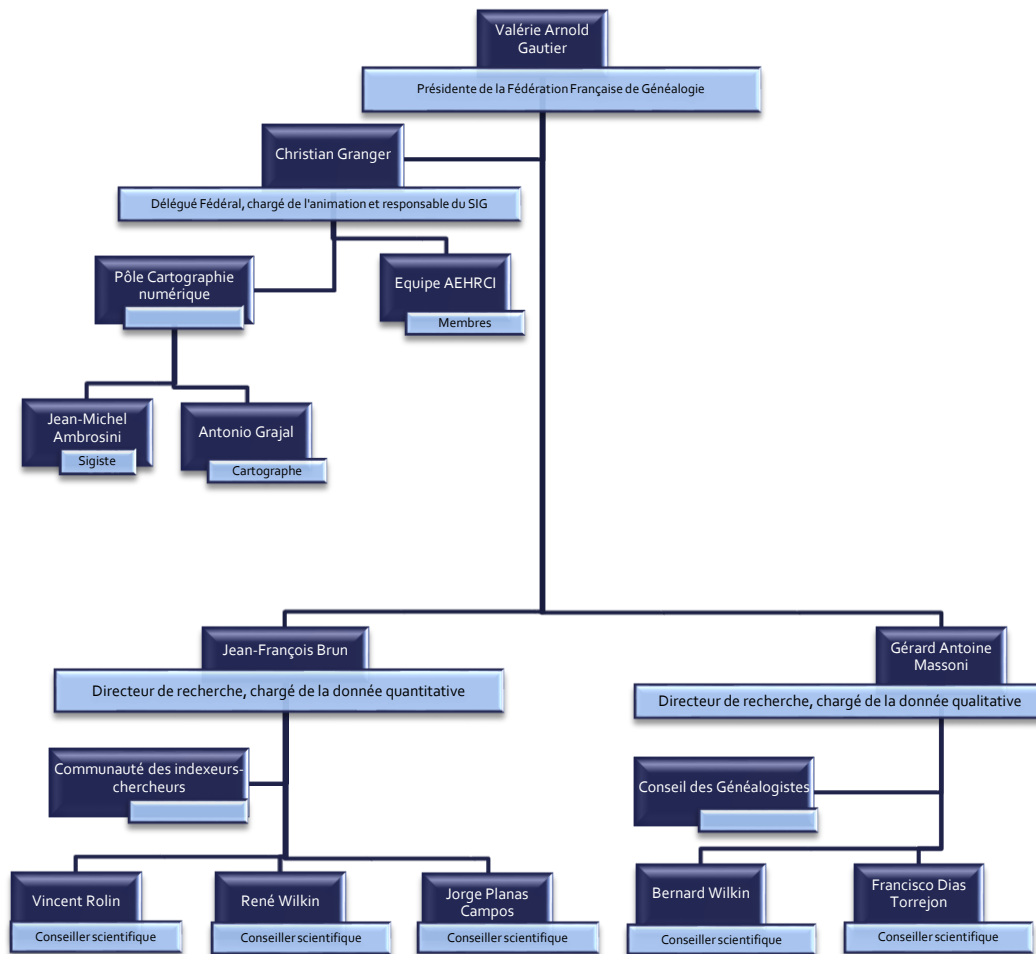 Valérie Arnold
Gautier
Présidente de la Fédération Française de Généalogie
Christian Granger
Délégué Fédéral, chargé de l'animation et responsable du SIG
Pôle Cartographie
numérique
Equipe AEHRCI
Membres
Jean-Michel
Ambrosini
Sigiste
Antonio Grajal
Cartographe
Jean-François Brun
Directeur de recherche, chargé de la donnée quantitative
Gérard Antoine
Massoni
Directeur de recherche, chargé de la donnée qualitative
Communauté des indexeurs-
chercheurs
Conseil des Généalogistes
Vincent Rolin
Conseiller scientifique
René Wilkin
Conseiller scientifique
Jorge Planas
Campos
Conseiller scientifique
Bernard Wilkin
Conseiller scientifique
Francisco Dias
Torrejon
Conseiller scientifique